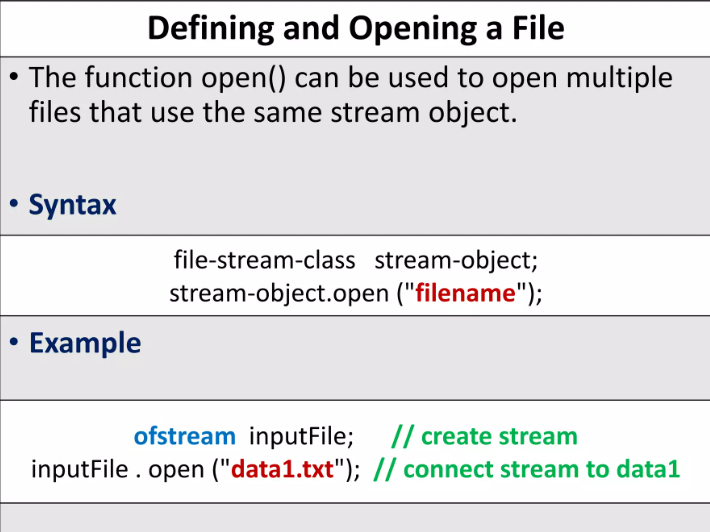 Defining and Opening a File
• The function open() can be used to open multiple
files that use the same stream object.
• Syntax
file-stream-class stream-object;
stream-object.open ("filename");
• Example
ofstream inputFile; // create stream
inputFile . open ("data1.txt"); // connect stream to data1